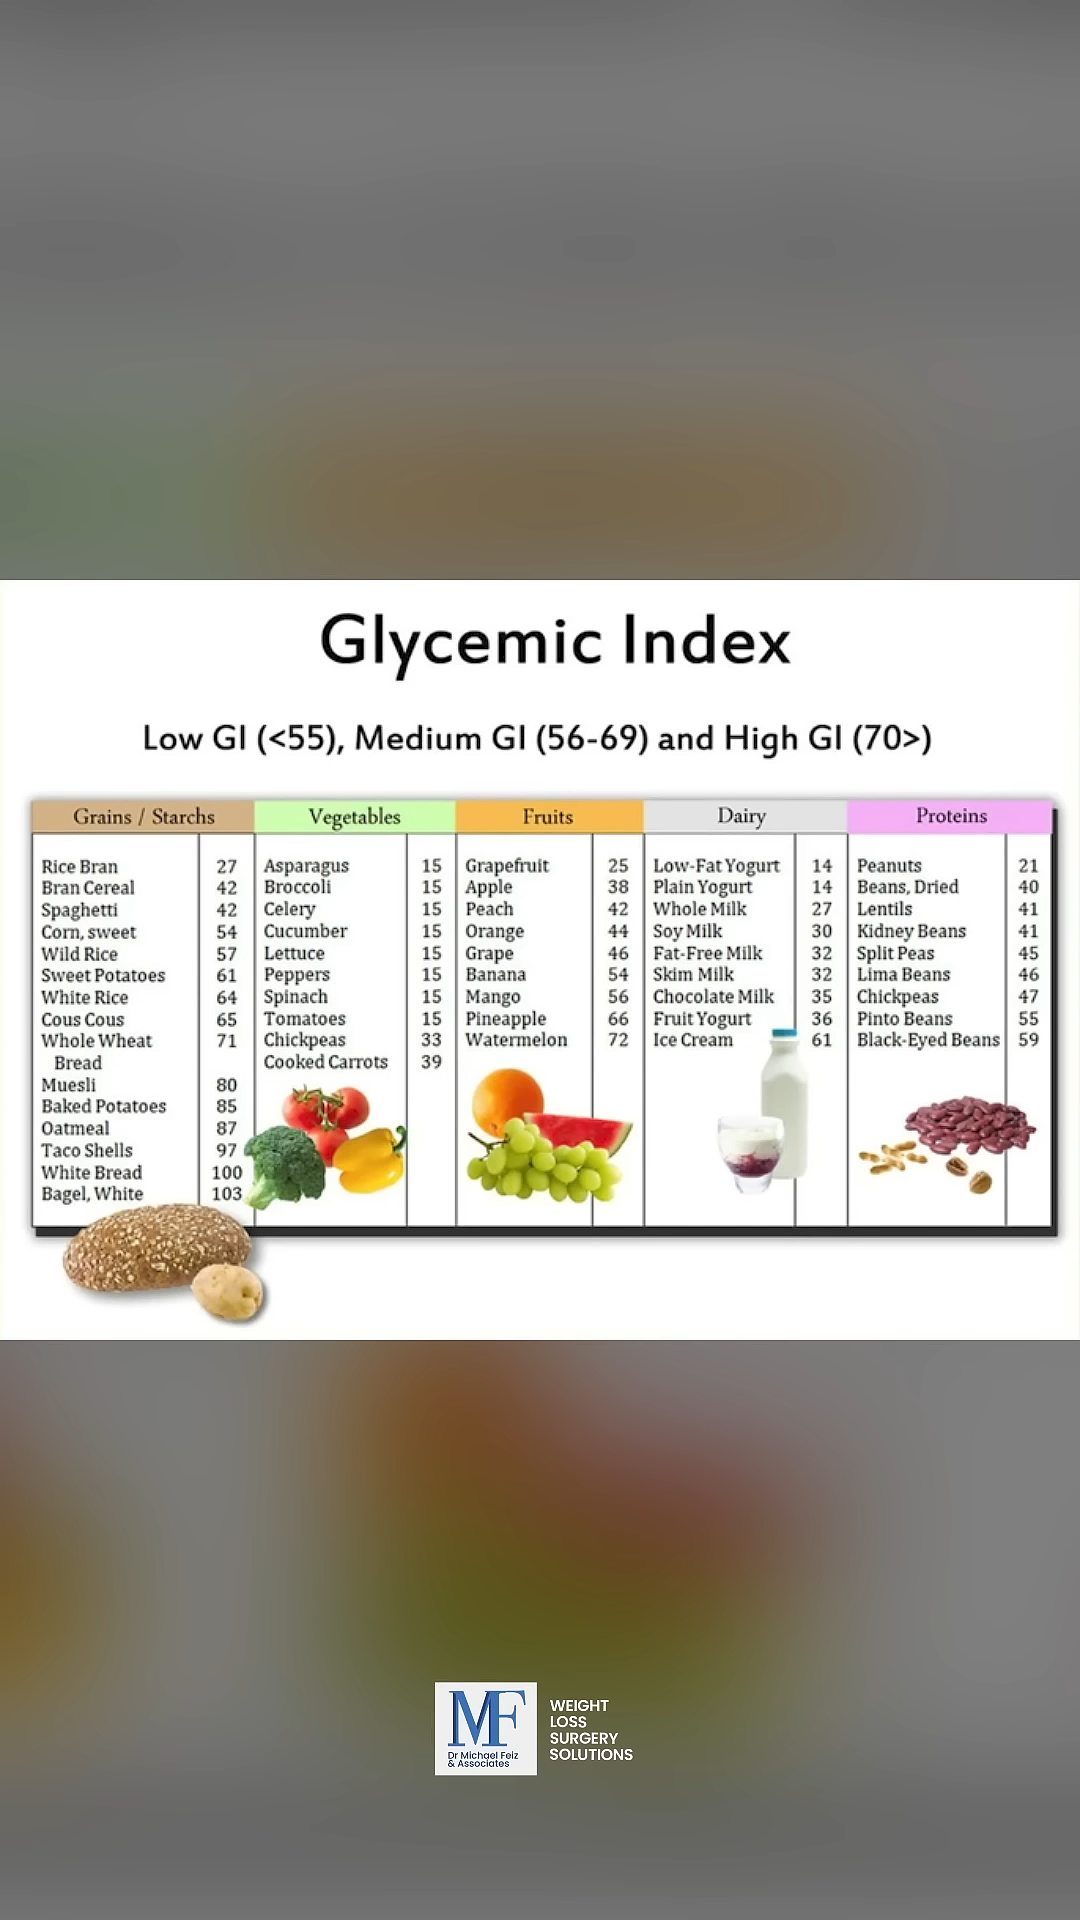 Glycemic Index
Low GI (<55), Medium GI (56-69) and High GI (70>)
Grains / Starchs
Rice Bran 27
Bran Cereal 42
Spaghetti 42
Corn, sweet 54
Wild Rice 57
Sweet Potatoes 61
White Rice 64
Cous Cous 65
Whole Wheat 71
Bread
Muesli 80
Baked Potatoes 85
Oatmeal 87
Taco Shells 97
White Bread 100
Bagel, White 103
Vegetables
Asparagus 15
Broccoli 15
Celery 15
Cucumber 15
Lettuce 15
Peppers 15
Spinach 15
Tomatoes 15
Chickpeas 33
Cooked Carrots 39
Fruits
Grapefruit 25
Apple 38
Peach 42
Orange 44
Grape 46
Banana 54
Mango 56
Pineapple 66
Watermelon 72
Dairy
Low-Fat Yogurt 14
Plain Yogurt 14
Whole Milk 27
Soy Milk 30
Fat-Free Milk 32
Skim Milk 32
Chocolate Milk 35
Fruit Yogurt 36
Ice Cream 61
Proteins
Peanuts 21
Beans, Dried 40
Lentils 41
Kidney Beans 41
Split Peas 45
Lima Beans 46
Chickpeas 47
Pinto Beans 55
Black-Eyed Beans 59
MF
Dr Michael Feiz
& Associates
WEIGHT
LOSS
SURGERY
SOLUTIONS